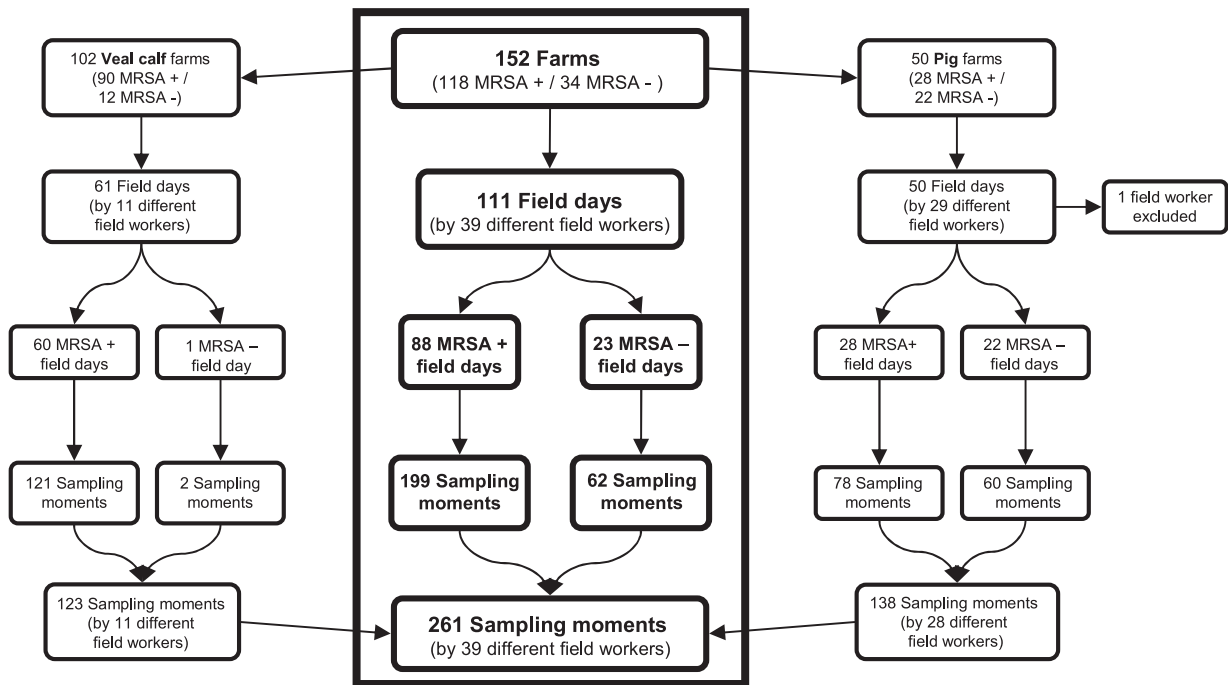 102 Veal calf farms
(90 MRSA + /
12 MRSA -)
152 Farms
(118 MRSA + / 34 MRSA - )
50 Pig farms
(28 MRSA + /
22 MRSA -)
61 Field days
(by 11 different
field workers)
111 Field days
(by 39 different field workers)
50 Field days
(by 29 different
field workers)
1 field worker
excluded
60 MRSA +
field days
1 MRSA –
field day
88 MRSA +
field days
23 MRSA –
field days
28 MRSA+
field days
22 MRSA –
field days
121 Sampling
moments
2 Sampling
moments
199 Sampling
moments
62 Sampling
moments
78 Sampling
moments
60 Sampling
moments
123 Sampling moments
(by 11 different
field workers)
261 Sampling moments
(by 39 different field workers)
138 Sampling moments
(by 28 different
field workers)